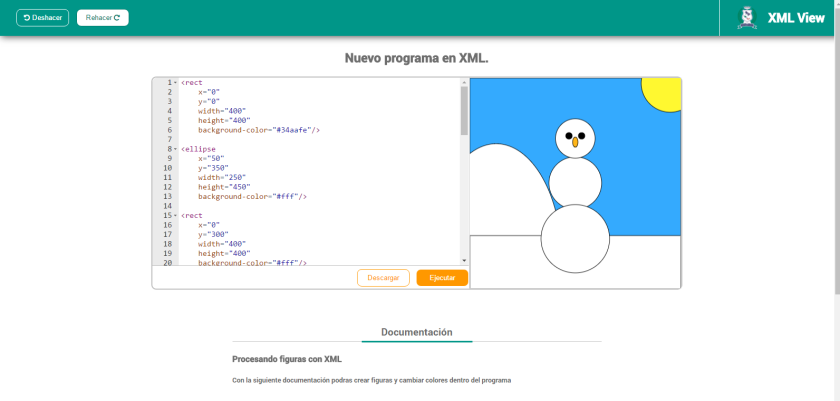 Deshacer
Rehacer
XML View
Nuevo programa en XML.
1 <rect
2 x="0"
3 y="0"
4 width="400"
5 height="400"
6 background-color="#34aafe"/>
7
8 <ellipse
9 x="50"
10 y="350"
11 width="250"
12 height="450"
13 background-color="#fff"/>
14
15 <rect
16 x="0"
17 y="300"
18 width="400"
19 height="400"
20 background-color="#fff"/>
Descargar
Ejecutar
Documentación
Procesando figuras con XML
Con la siguiente documentación podras crear figuras y cambiar colores dentro del programa